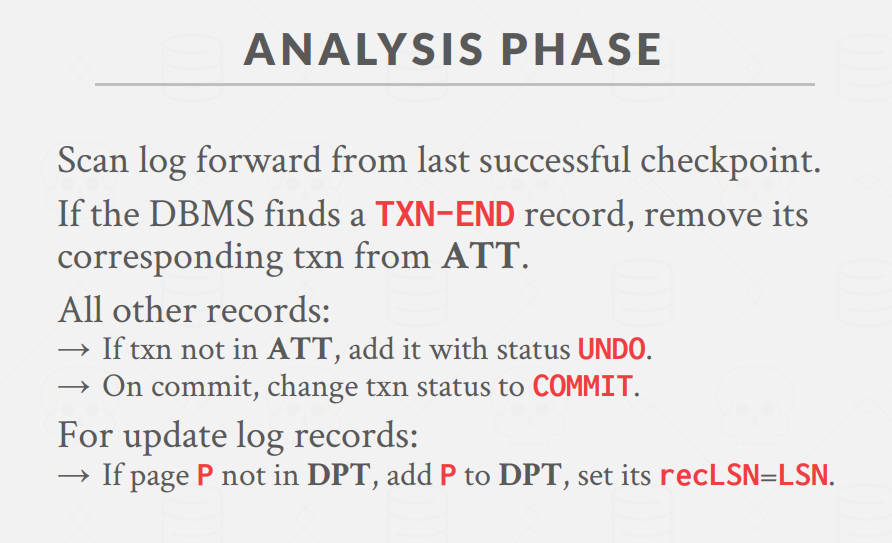 ANALYSIS PHASE
Scan log forward from last successful checkpoint.
If the DBMS finds a TXN-END record, remove its
corresponding txn from ATT.
All other records:
→ If txn not in ATT, add it with status UNDO.
→ On commit, change txn status to COMMIT.
For update log records:
→ If page P not in DPT, add P to DPT, set its recLSN=LSN.